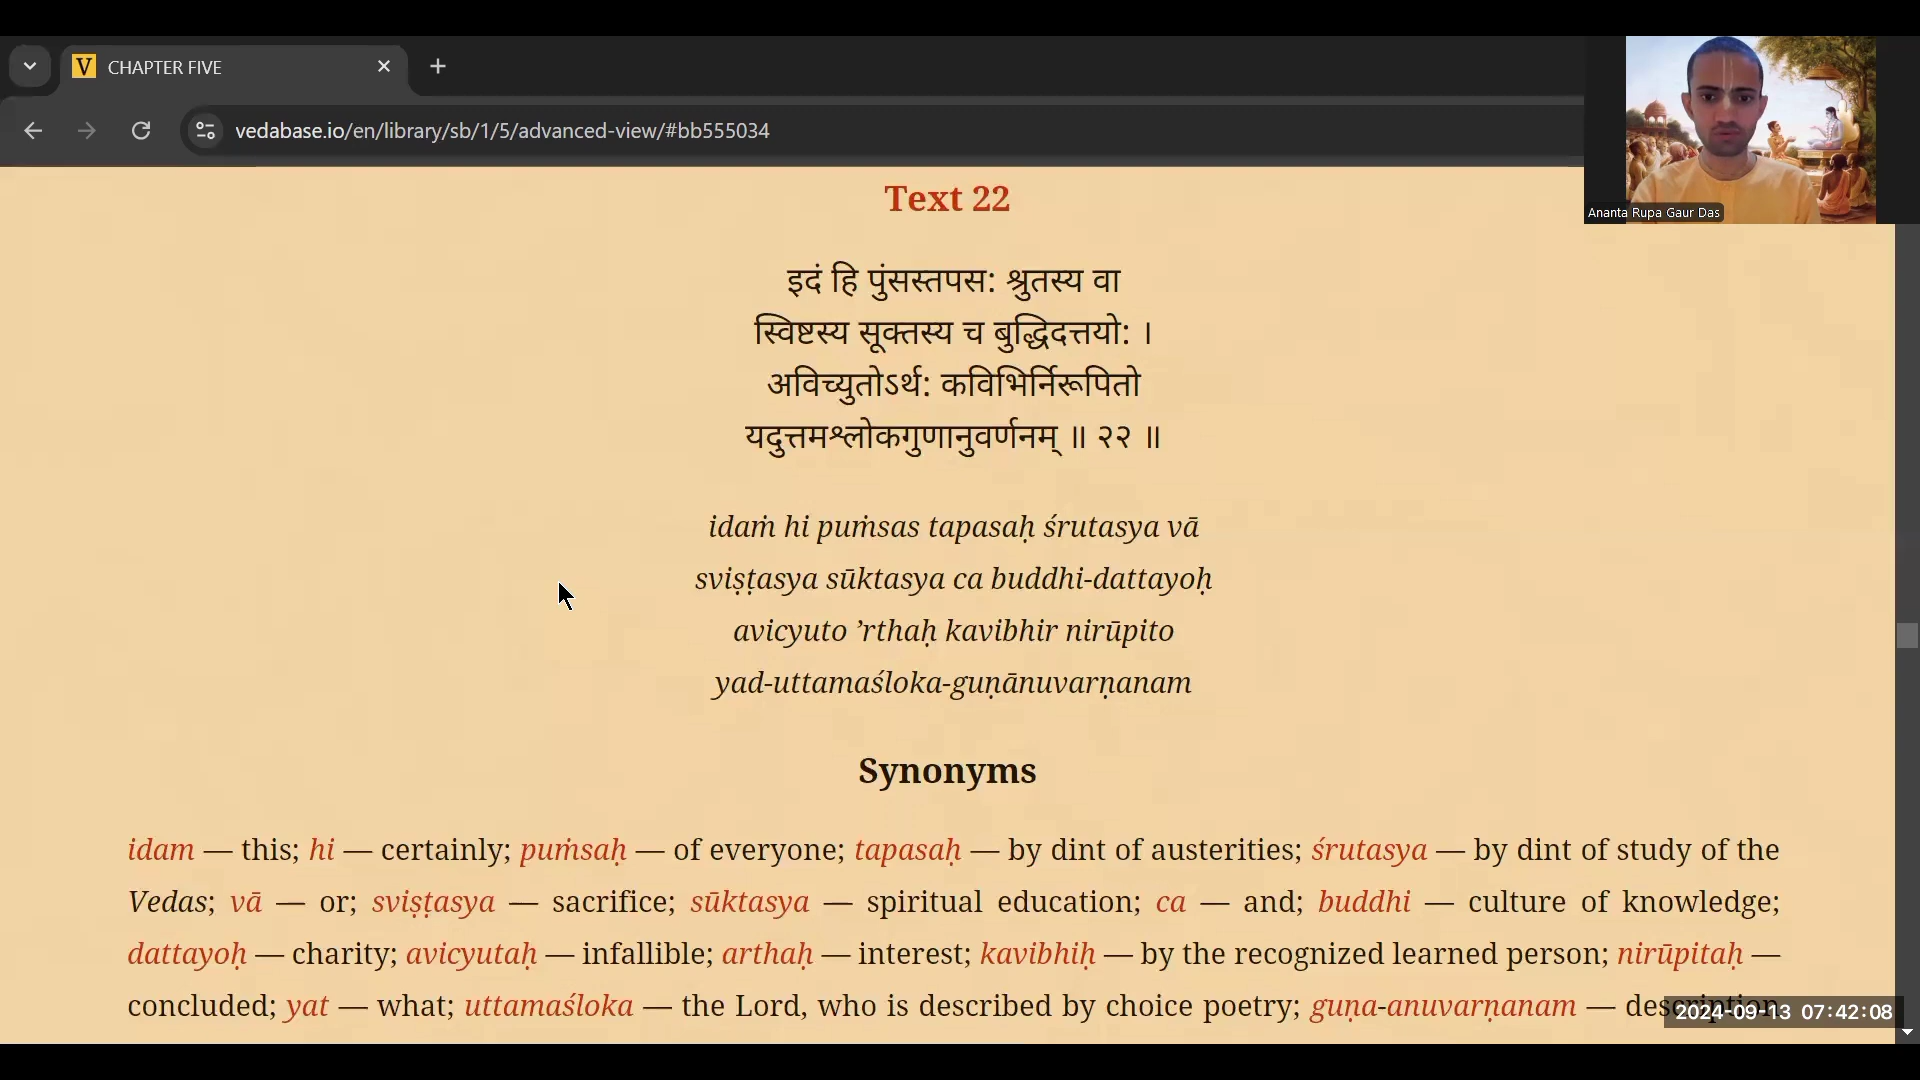 CHAPTER FIVE
vedabase.io/en/library/sb/1/5/advanced-view/#bb555034
Ananta Rupa Gaur Das
Text 22
इदं हि पुंसस्तपस: श्रुतस्य वा
स्विष्टस्य सूक्तस्य च बुद्धिदत्तयो: ।
अविच्युतोऽर्थ: कविभिर्निरूपितो
यदुत्तमश्लोकगुणानुवर्णनम् ॥ २२ ॥
idaṁ hi puṁsas tapasaḥ śrutasya vā
sviṣṭasya sūktasya ca buddhi-dattayoḥ
avicyuto ’rthaḥ kavibhir nirūpito
yad-uttamaśloka-guṇānuvarṇanam
Synonyms
idam — this; hi — certainly; puṁsaḥ — of everyone; tapasaḥ — by dint of austerities; śrutasya — by dint of study of the
Vedas; vā — or; sviṣṭasya — sacrifice; sūktasya — spiritual education; ca — and; buddhi — culture of knowledge;
dattayoḥ — charity; avicyutaḥ — infallible; arthaḥ — interest; kavibhiḥ — by the recognized learned person; nirūpitaḥ —
concluded; yat — what; uttamaśloka — the Lord, who is described by choice poetry; guṇa-anuvarṇanam — description
2024-09-13 07:42:08